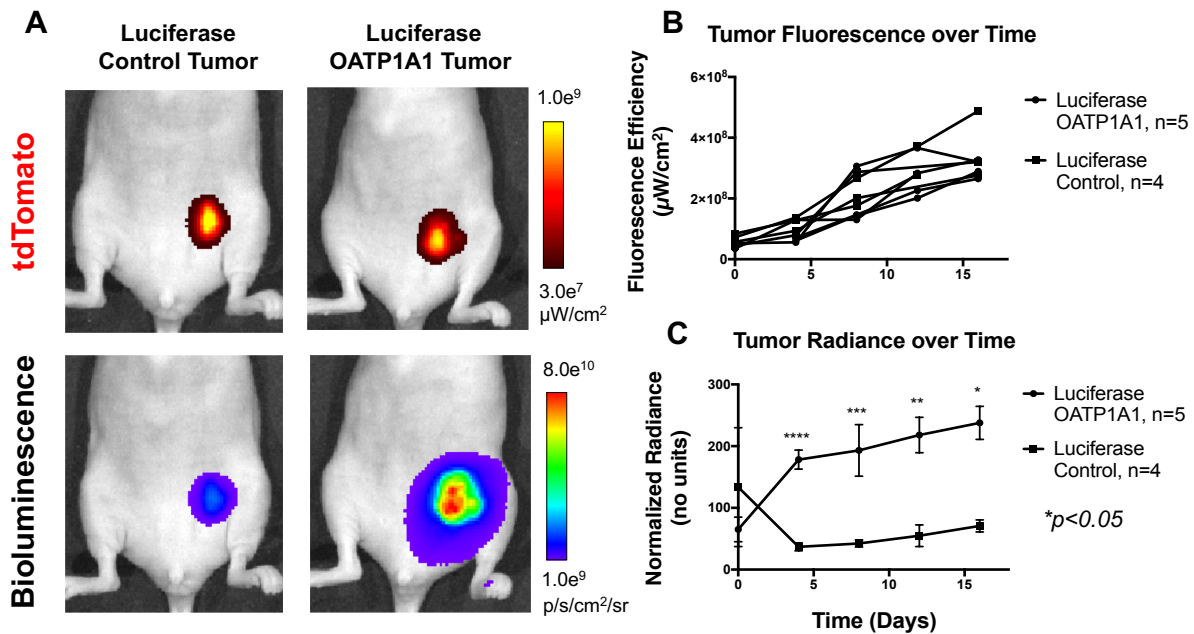 A
Luciferase
Control Tumor
Luciferase
OATP1A1 Tumor
tdTomato
1.0e⁹
3.0e⁷
µW/cm²
Bioluminescence
8.0e¹⁰
1.0e⁹
p/s/cm²/sr
B
Tumor Fluorescence over Time
Fluorescence Efficiency
(µW/cm²)
6×10⁸
4×10⁸
2×10⁸
0
0 5 10 15
Luciferase
OATP1A1, n=5
Luciferase
Control, n=4
C
Tumor Radiance over Time
Normalized Radiance
(no units)
300
200
100
0
**** *** ** *
0 5 10 15
Time (Days)
Luciferase
OATP1A1, n=5
Luciferase
Control, n=4
*p<0.05